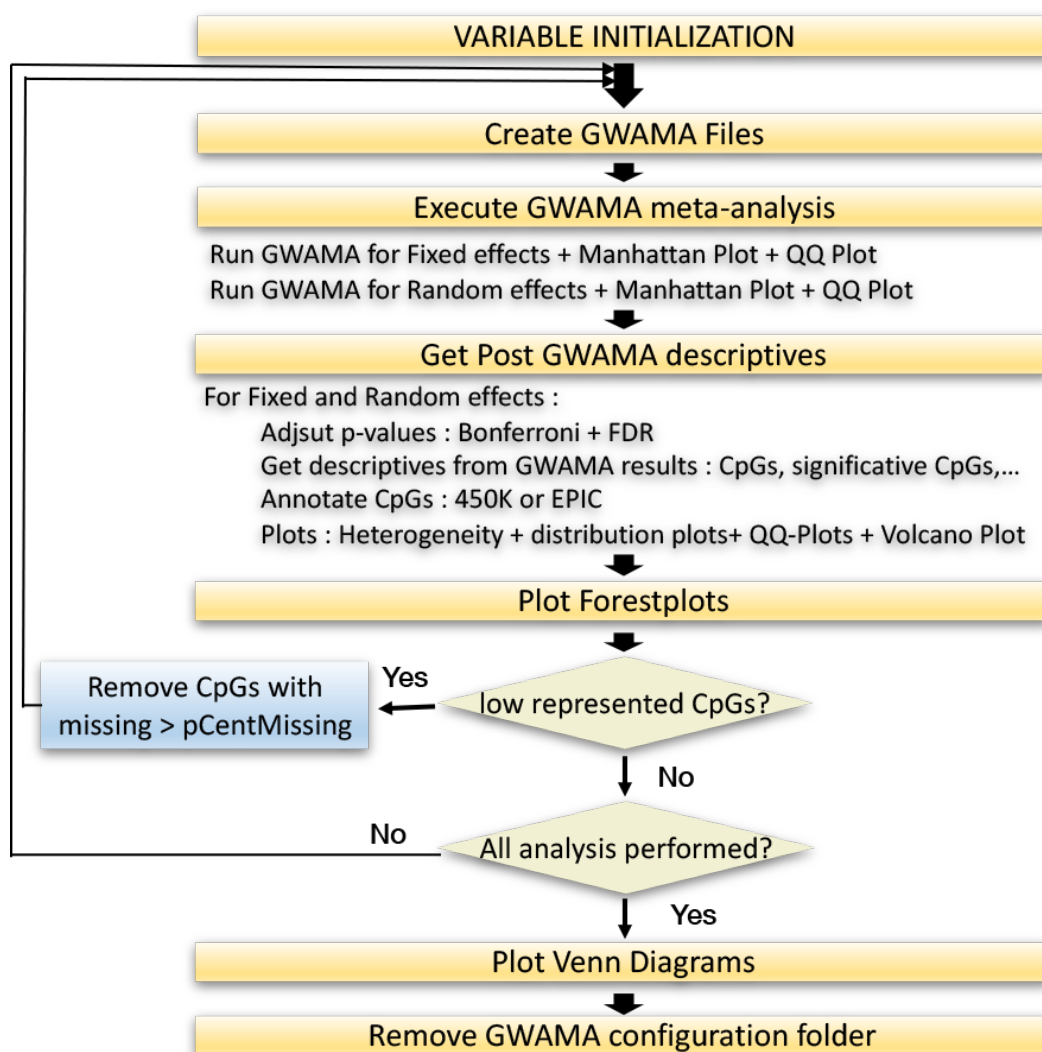 VARIABLE INITIALIZATION
Create GWAMA Files
Execute GWAMA meta-analysis
Run GWAMA for Fixed effects + Manhattan Plot + QQ Plot
Run GWAMA for Random effects + Manhattan Plot + QQ Plot
Get Post GWAMA descriptives
For Fixed and Random effects :
Adjsut p-values : Bonferroni + FDR
Get descriptives from GWAMA results : CpGs, significative CpGs,...
Annotate CpGs : 450K or EPIC
Plots : Heterogeneity + distribution plots+ QQ-Plots + Volcano Plot
Plot Forestplots
low represented CpGs?
Yes
Remove CpGs with
missing > pCentMissing
No
All analysis performed?
No
Yes
Plot Venn Diagrams
Remove GWAMA configuration folder